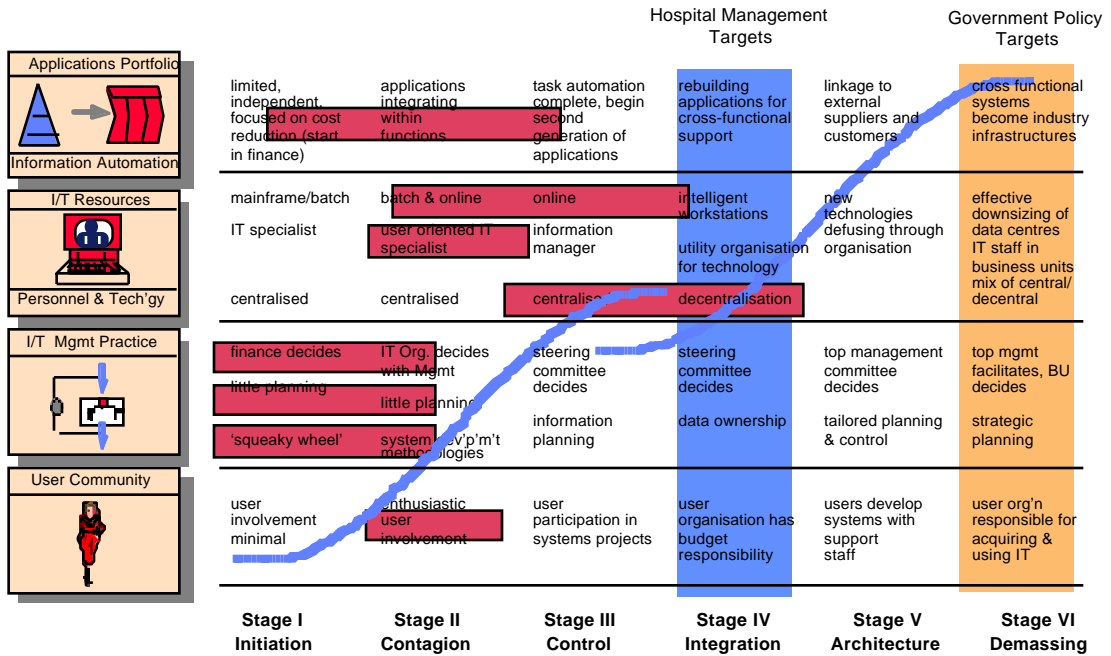 Hospital Management
Targets
Government Policy
Targets
Applications Portfolio
Information Automation
limited,
independent,
focused on cost
reduction (start
in finance)
applications
integrating
within
functions
task automation
complete, begin
second
generation of
applications
rebuilding
applications for
cross-functional
support
linkage to
external
suppliers and
customers
cross functional
systems
become industry
infrastructures
I/T Resources
Personnel & Tech'gy
mainframe/batch
batch & online
online
intelligent
workstations
new
technologies
defusing through
organisation
effective
downsizing of
data centres
IT staff in
business units
mix of central/
decentral
IT specialist
user oriented IT
specialist
information
manager
utility organisation
for technology
centralised
centralised
centralised
decentralisation
I/T Mgmt Practice
finance decides
IT Org. decides
with Mgmt
steering
committee
decides
steering
committee
decides
top management
committee
decides
top mgmt
facilitates, BU
decides
little planning
little planning
information
planning
data ownership
tailored planning
& control
strategic
planning
‘squeaky wheel’
system dev'p'm't
methodologies
User Community
user
involvement
minimal
enthusiastic
user
involvement
user
participation in
systems projects
user
organisation has
budget
responsibility
users develop
systems with
support
staff
user org'n
responsible for
acquiring &
using IT
Stage I
Initiation
Stage II
Contagion
Stage III
Control
Stage IV
Integration
Stage V
Architecture
Stage VI
Demassing